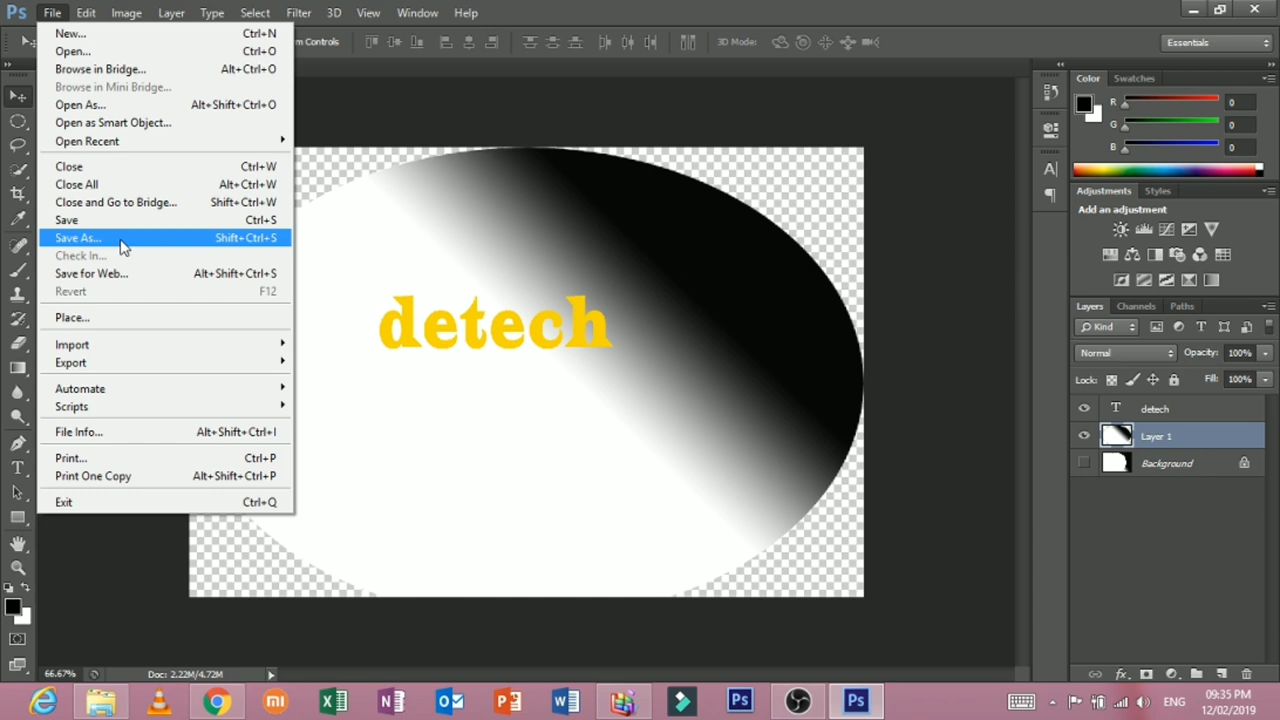 Ps File Edit Image Layer Type Select Filter 3D View Window Help
m Controls 3D Mode: Essentials
New... Ctrl+N
Open... Ctrl+O
Browse in Bridge... Alt+Ctrl+O
Browse in Mini Bridge...
Open As... Alt+Shift+Ctrl+O
Open as Smart Object...
Open Recent
Close Ctrl+W
Close All Alt+Ctrl+W
Close and Go to Bridge... Shift+Ctrl+W
Save Ctrl+S
Save As... Shift+Ctrl+S
Check In...
Save for Web... Alt+Shift+Ctrl+S
Revert F12
Place...
Import
Export
Automate
Scripts
File Info... Alt+Shift+Ctrl+I
Print... Ctrl+P
Print One Copy Alt+Shift+Ctrl+P
Exit Ctrl+Q
detech
Color Swatches
R 0
G 0
B 0
Adjustments Styles
Add an adjustment
Layers Channels Paths
Kind
Normal Opacity: 100%
Lock: Fill: 100%
T detech
Layer 1
Background
66.67% Doc: 2.22M/4.72M
ENG
09:35 PM
12/02/2019